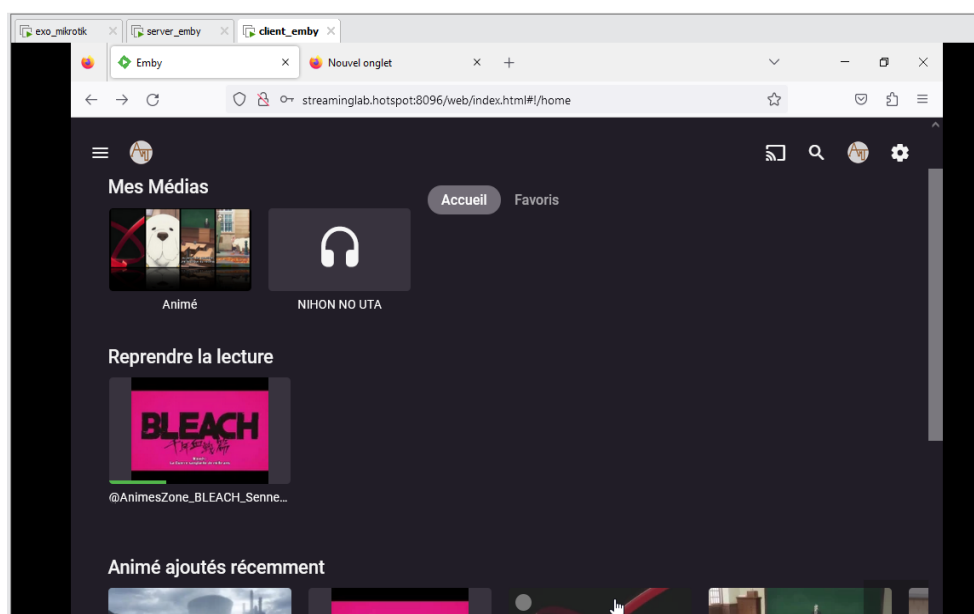 exo_mikrotik
server_emby
client_emby
Emby
Nouvel onglet
streaminglab.hotspot:8096/web/index.html#!/home
Mes Médias
Accueil
Favoris
Animé
NIHON NO UTA
Reprendre la lecture
BLEACH
@AnimesZone_BLEACH_Senne...
Animé ajoutés récemment